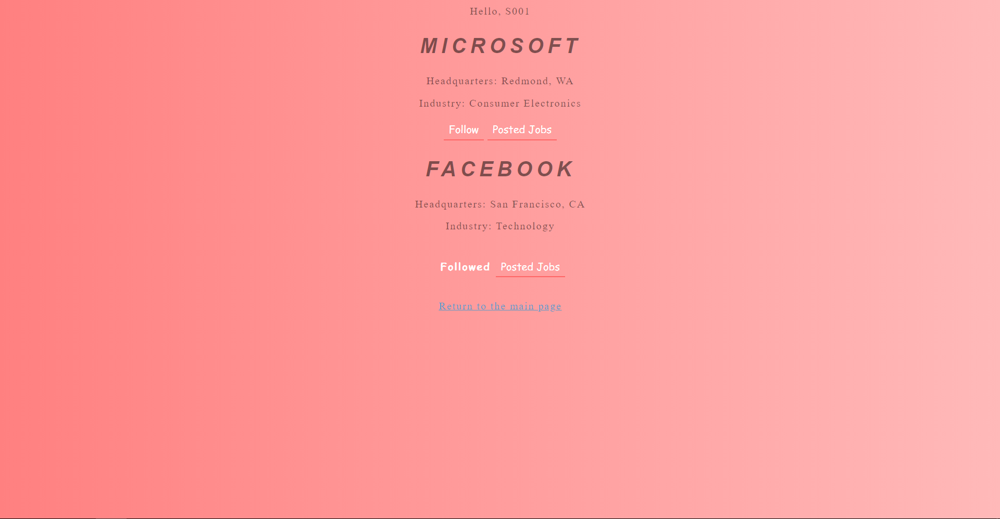 Hello, S001
MICROSOFT
Headquarters: Redmond, WA
Industry: Consumer Electronics
Follow Posted Jobs
FACEBOOK
Headquarters: San Francisco, CA
Industry: Technology
Followed Posted Jobs
Return to the main page